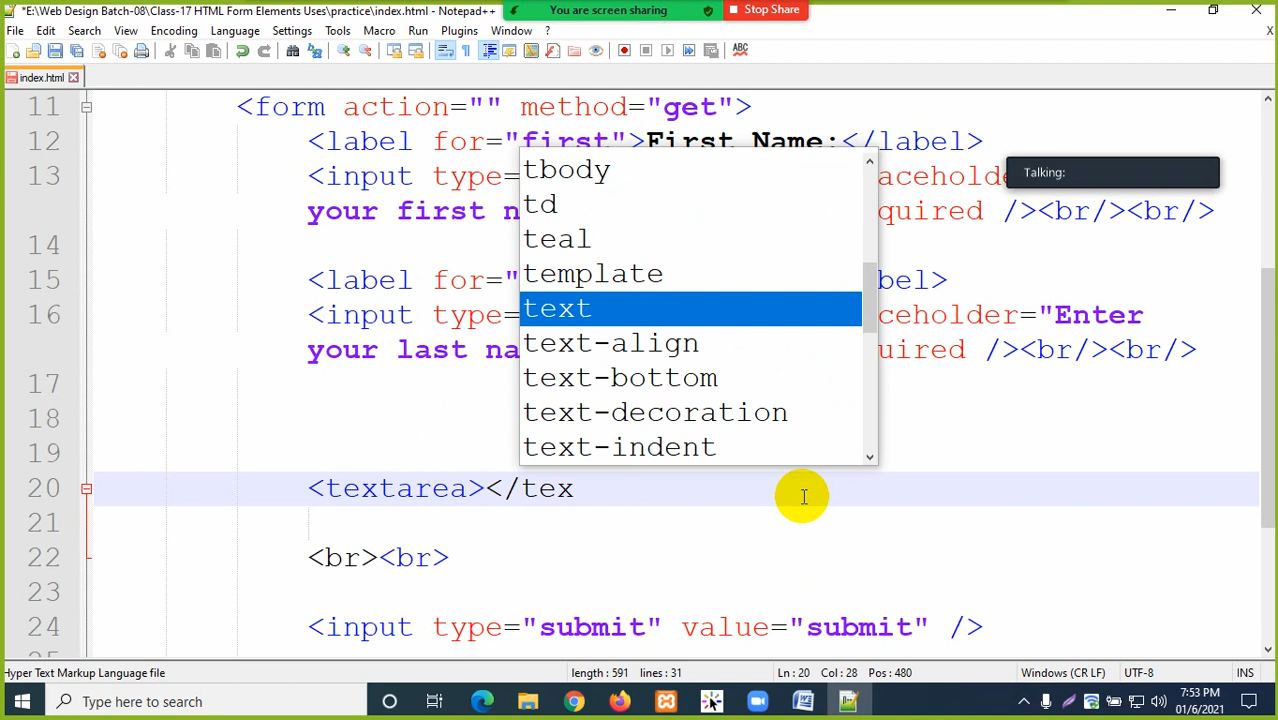 *E:\Web Design Batch-08\Class-17 HTML Form Elements Uses\practice\index.html - Notepad++
You are screen sharing
Stop Share
File Edit Search View Encoding Language Settings Tools Macro Run Plugins Window ? X
index.html
11 <form action="" method="get">
12 <label for="first">First Name:</label>
13 <input type= aceholde
Talking:
your first n quired /><br/><br/>
14
15 <label for=" bel>
16 <input type= ceholder="Enter
your last na uired /><br/><br/>
17
18
19
20 <textarea></tex
21
22 <br><br>
23
24 <input type="submit" value="submit" />
tbody
td
teal
template
text
text-align
text-bottom
text-decoration
text-indent
Hyper Text Markup Language file length : 591 lines : 31 Ln : 20 Col : 28 Pos : 480 Windows (CR LF) UTF-8 INS
Type here to search
7:53 PM
01/6/2021